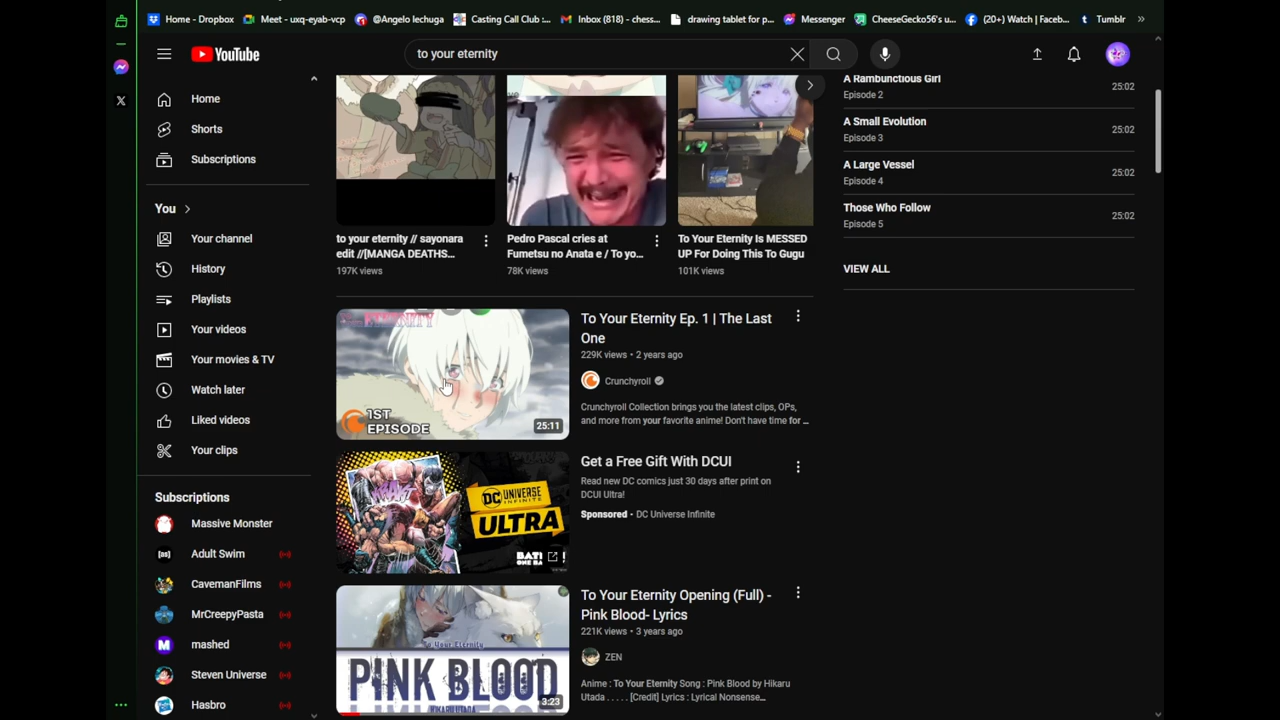 Home - Dropbox
Meet - uxq-eyab-vcp
@Angelo lechuga
Casting Call Club :...
Inbox (818) - chess...
drawing tablet for p...
Messenger
CheeseGecko56's u...
(20+) Watch | Faceb...
Tumblr
»
YouTube
to your eternity
Home
Shorts
Subscriptions
You
Your channel
History
Playlists
Your videos
Your movies & TV
Watch later
Liked videos
Your clips
Subscriptions
Massive Monster
Adult Swim
CavemanFilms
MrCreepyPasta
mashed
Steven Universe
Hasbro
to your eternity // sayonara
edit //[MANGA DEATHS...
197K views
Pedro Pascal cries at
Fumetsu no Anata e / To yo...
78K views
To Your Eternity Is MESSED
UP For Doing This To Gugu
101K views
ETERNITY
1ST
EPISODE
25:11
To Your Eternity Ep. 1 | The Last
One
229K views • 2 years ago
Crunchyroll
Crunchyroll Collection brings you the latest clips, OPs,
and more from your favorite anime! Don't have time for ...
DC UNIVERSE
INFINITE
ULTRA
Get a Free Gift With DCUI
Read new DC comics just 30 days after print on
DCUI Ultra!
Sponsored • DC Universe Infinite
To Your Eternity
PINK BLOOD
HIKARU UTADA
3:23
To Your Eternity Opening (Full) -
Pink Blood- Lyrics
221K views • 3 years ago
ZEN
Anime : To Your Eternity Song : Pink Blood by Hikaru
Utada . . . . . [Credit] Lyrics : Lyrical Nonsense...
A Rambunctious Girl
Episode 2
25:02
A Small Evolution
Episode 3
25:02
A Large Vessel
Episode 4
25:02
Those Who Follow
Episode 5
25:02
VIEW ALL